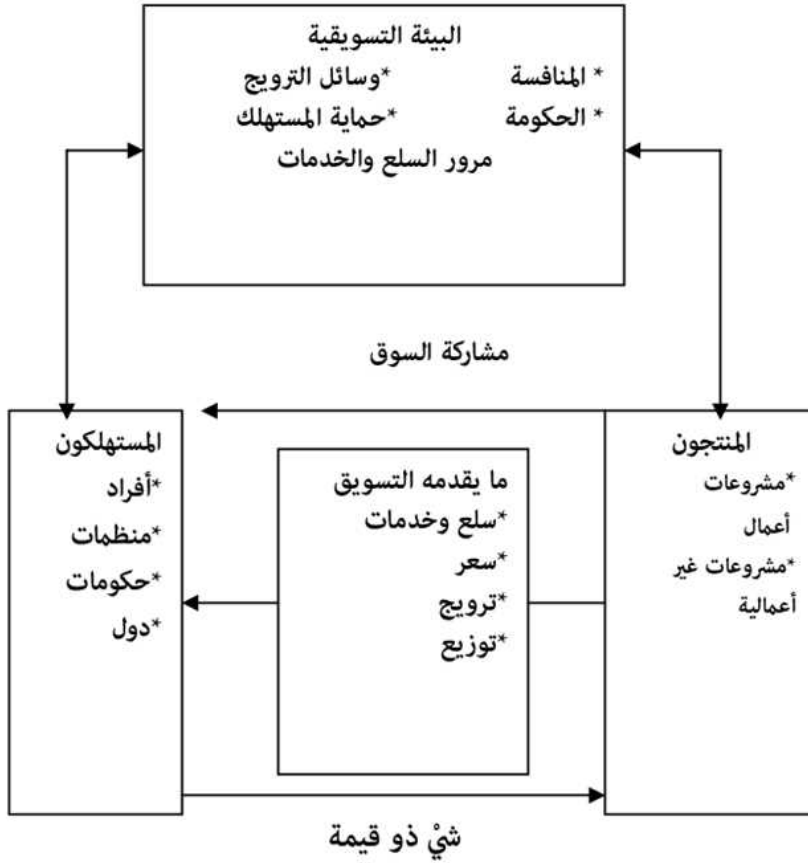 البيئة التسويقية
* المنافسة *وسائل الترويج
* الحكومة *حماية المستهلك
مرور السلع والخدمات
مشاركة السوق
المنتجون
*مشروعات
أعمال
*مشروعات غير
أعمالية
ما يقدمه التسويق
*سلع وخدمات
*سعر
*ترويج
*توزيع
المستهلكون
*أفراد
*منظمات
*حكومات
*دول
شيْ ذو قيمة